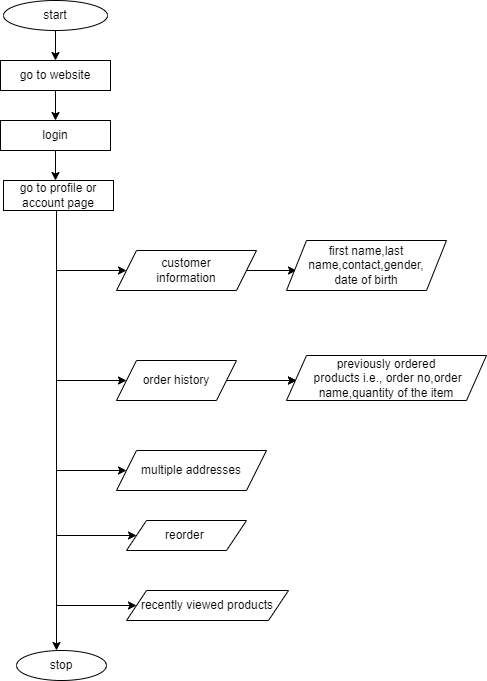 start
go to website
login
go to profile or
account page
customer
information
first name,last
name,contact,gender,
date of birth
order history
previously ordered
products i.e., order no,order
name,quantity of the item
multiple addresses
reorder
recently viewed products
stop